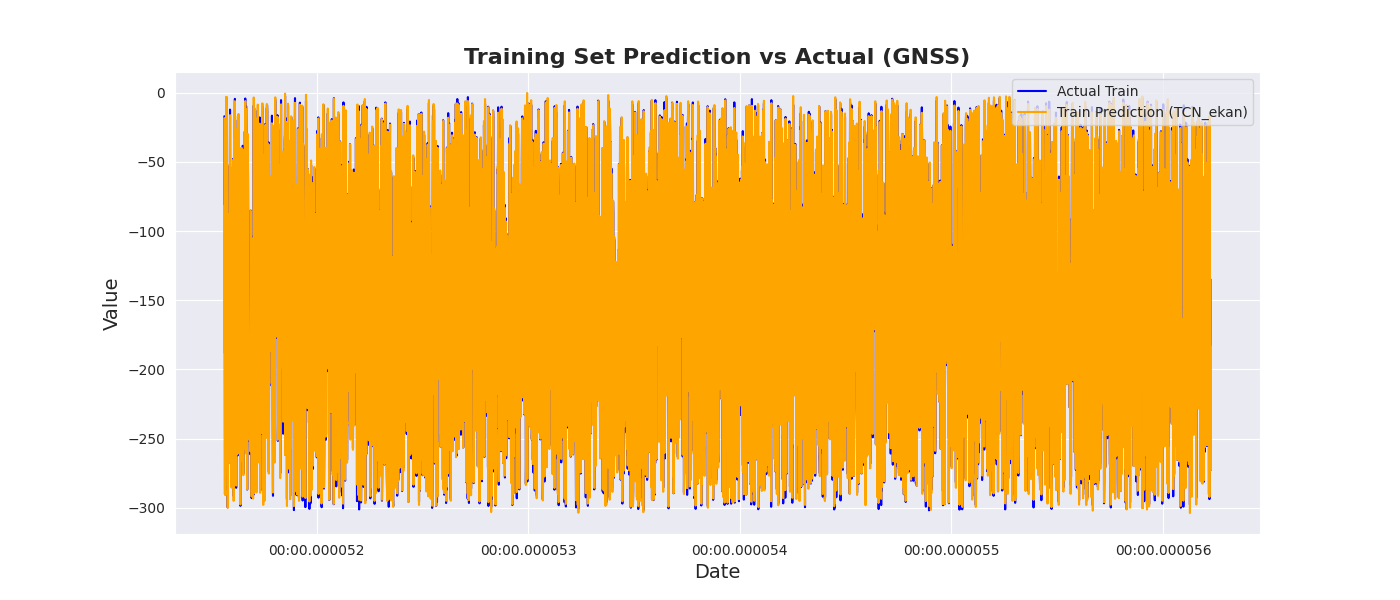 Training Set Prediction vs Actual (GNSS)
Actual Train
Train Prediction (TCN_ekan)
Value
0
−50
−100
−150
−200
−250
−300
00:00.000052
00:00.000053
00:00.000054
00:00.000055
00:00.000056
Date